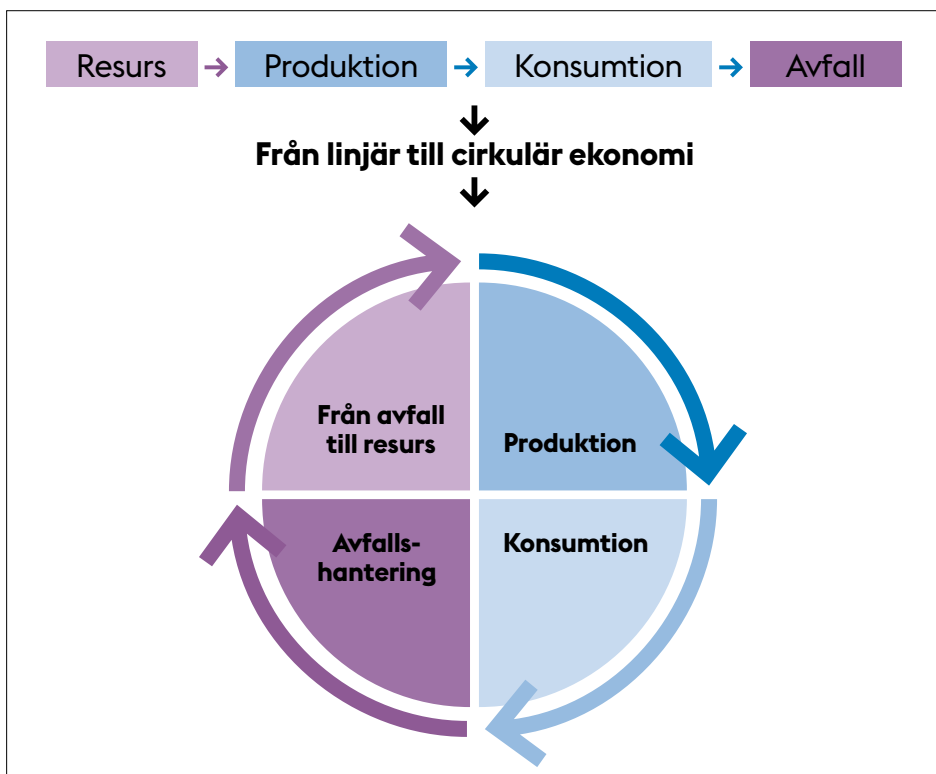 Resurs → Produktion → Konsumtion → Avfall
Från linjär till cirkulär ekonomi
Från avfall
till resurs
Produktion
Avfalls-
hantering
Konsumtion